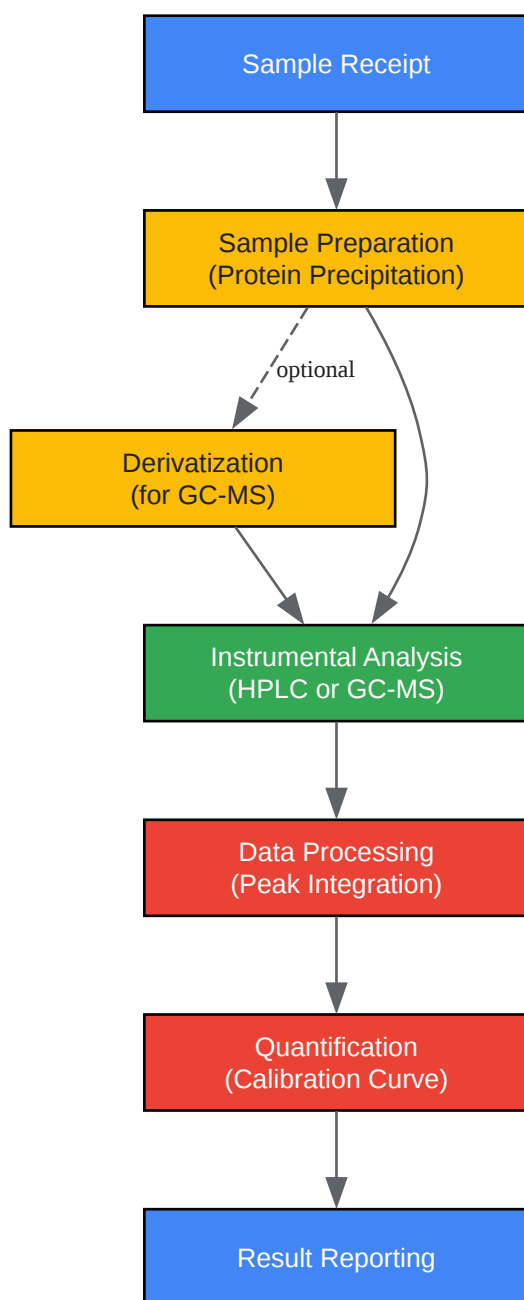 Sample Receipt
Sample Preparation
(Protein Precipitation)
optional
Derivatization
(for GC-MS)
Instrumental Analysis
(HPLC or GC-MS)
Data Processing
(Peak Integration)
Quantification
(Calibration Curve)
Result Reporting